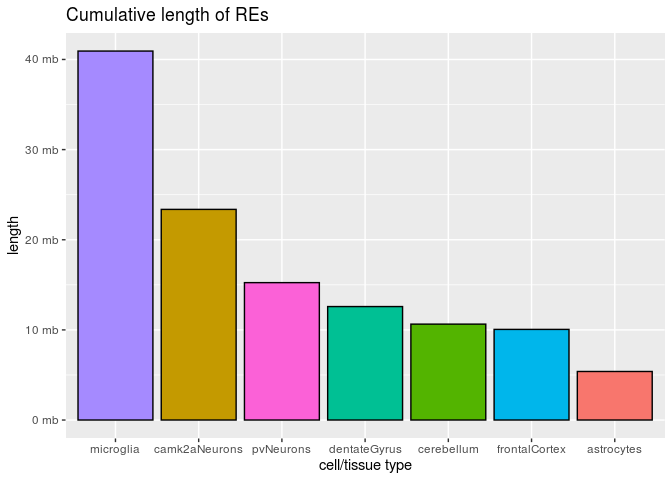 Cumulative length of REs
length
40 mb
30 mb
20 mb
10 mb
0 mb
microglia camk2aNeurons pvNeurons dentateGyrus cerebellum frontalCortex astrocytes
cell/tissue type